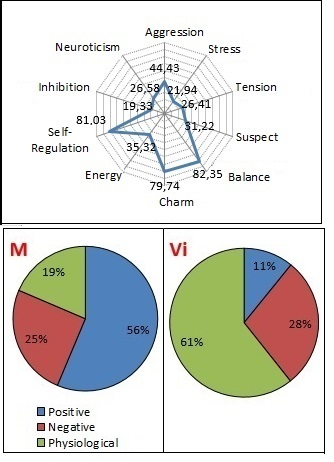 Aggression
Neuroticism
Stress
44,43
Inhibition
26,58
21,94
Tension
19,33
26,41
81,03
31,22
Suspect
Self-
Regulation
35,32
82,35
Energy
79,74
Balance
Charm
M
Vi
19%
11%
25%
56%
28%
61%
Positive
Negative
Physiological